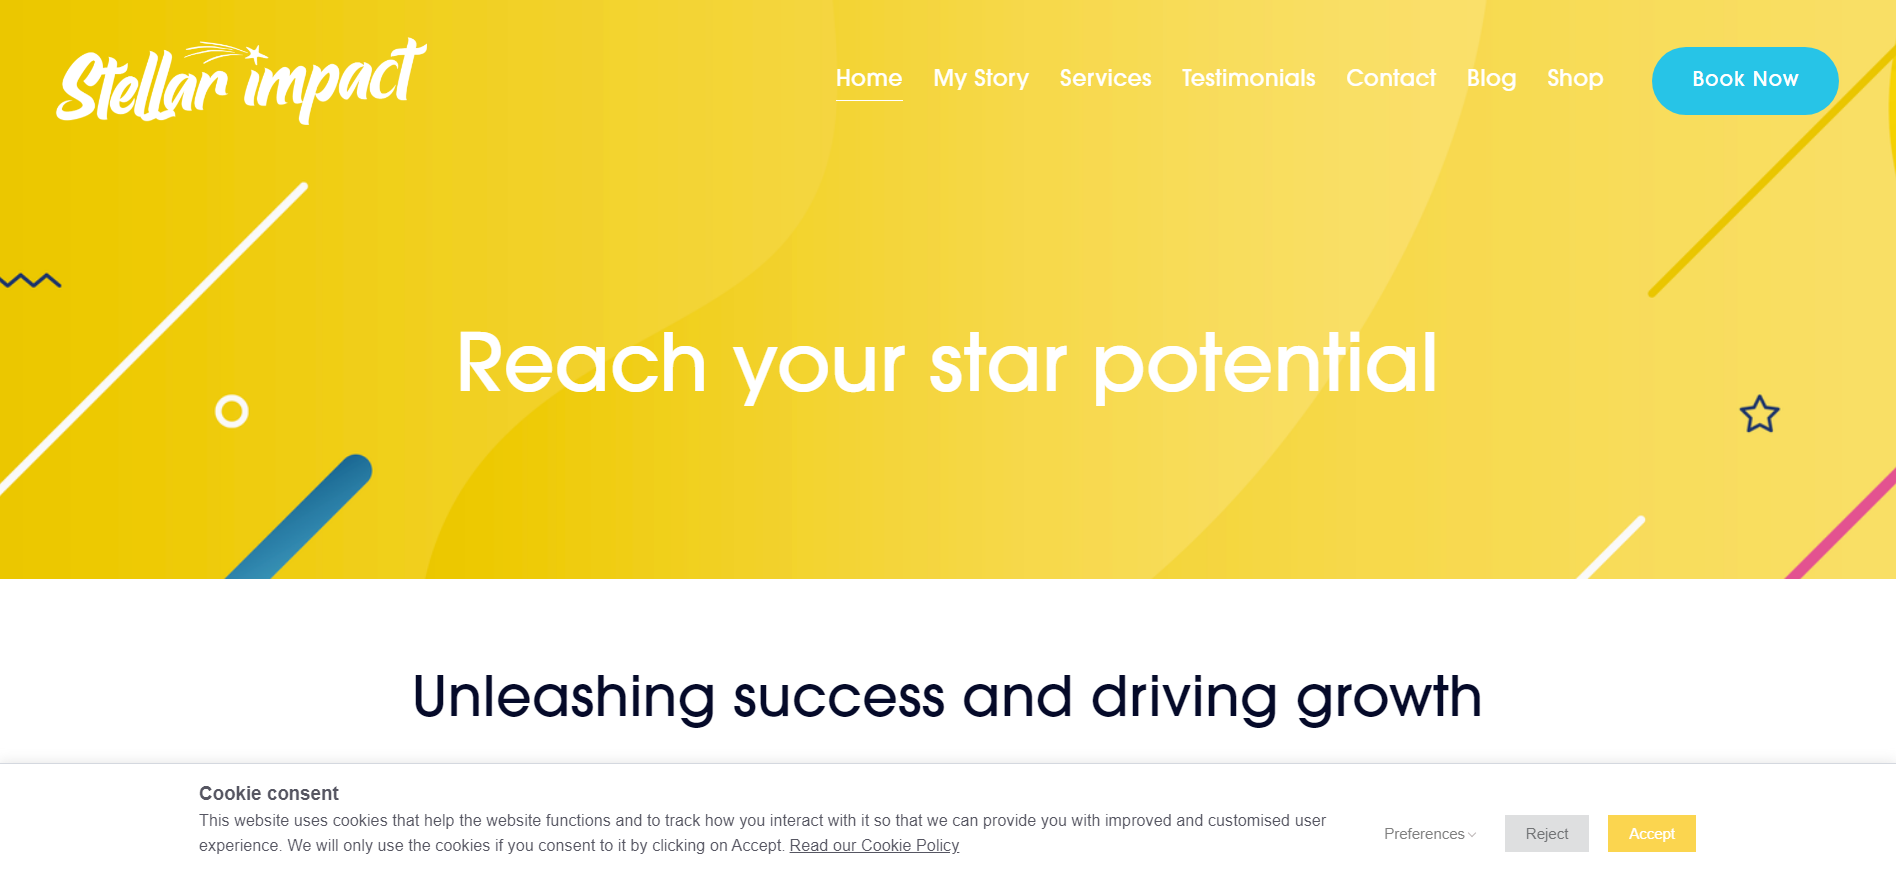 Stellar impact
Home My Story Services Testimonials Contact Blog Shop Book Now
Reach your star potential
Unleashing success and driving growth
Cookie consent
This website uses cookies that help the website functions and to track how you interact with it so that we can provide you with improved and customised user
experience. We will only use the cookies if you consent to it by clicking on Accept. Read our Cookie Policy
Preferences Reject Accept